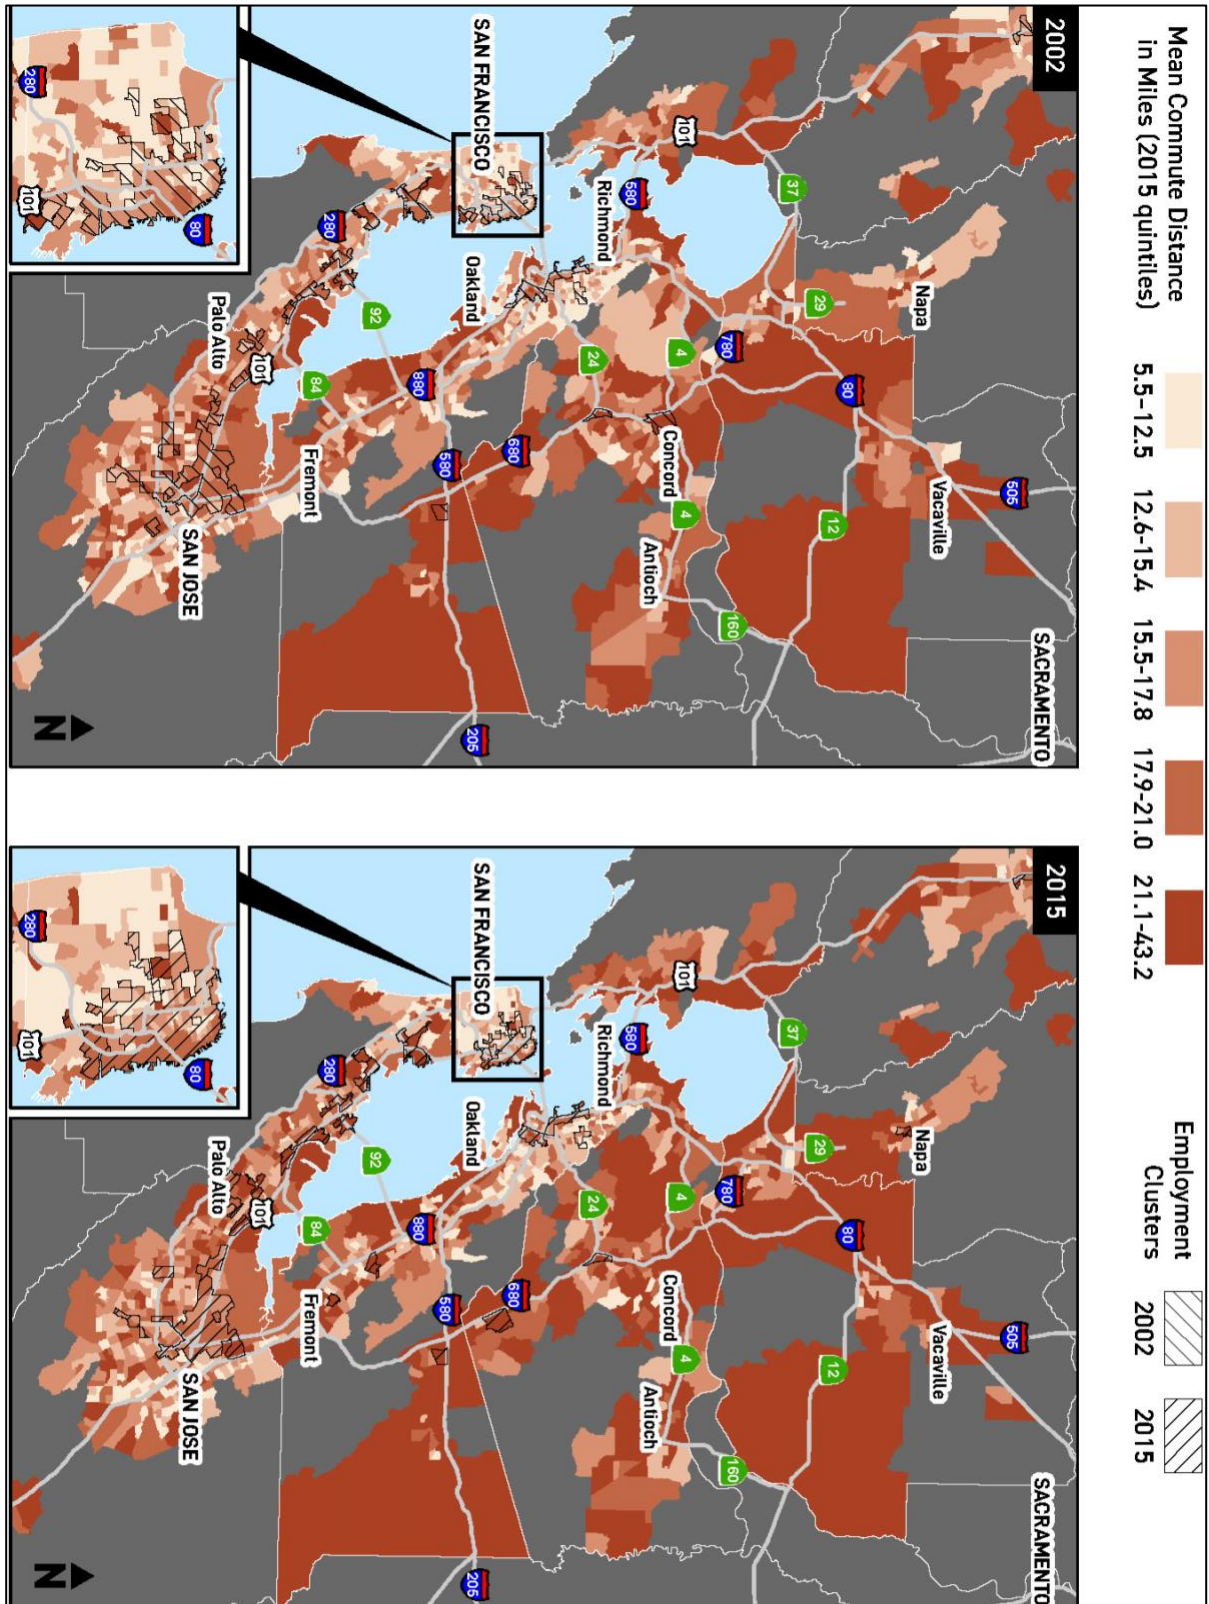 Mean Commute Distance
in Miles (2015 quintiles)
5.5–12.5
12.6–15.4
15.5–17.8
17.9–21.0
21.1–43.2
Employment
Clusters
2002
2015
2002
SACRAMENTO
Napa
Vacaville
505
29
37
80
12
101
780
160
4
Concord
4
Antioch
Richmond
580
24
SAN FRANCISCO
Oakland
680
580
880
92
205
280
84
Fremont
101
Palo Alto
SAN JOSE
N
80
280
101
2015
SACRAMENTO
Napa
Vacaville
505
29
37
80
12
101
780
160
4
Concord
4
Antioch
Richmond
580
24
SAN FRANCISCO
Oakland
680
580
880
92
205
280
84
Fremont
101
Palo Alto
SAN JOSE
N
80
280
101